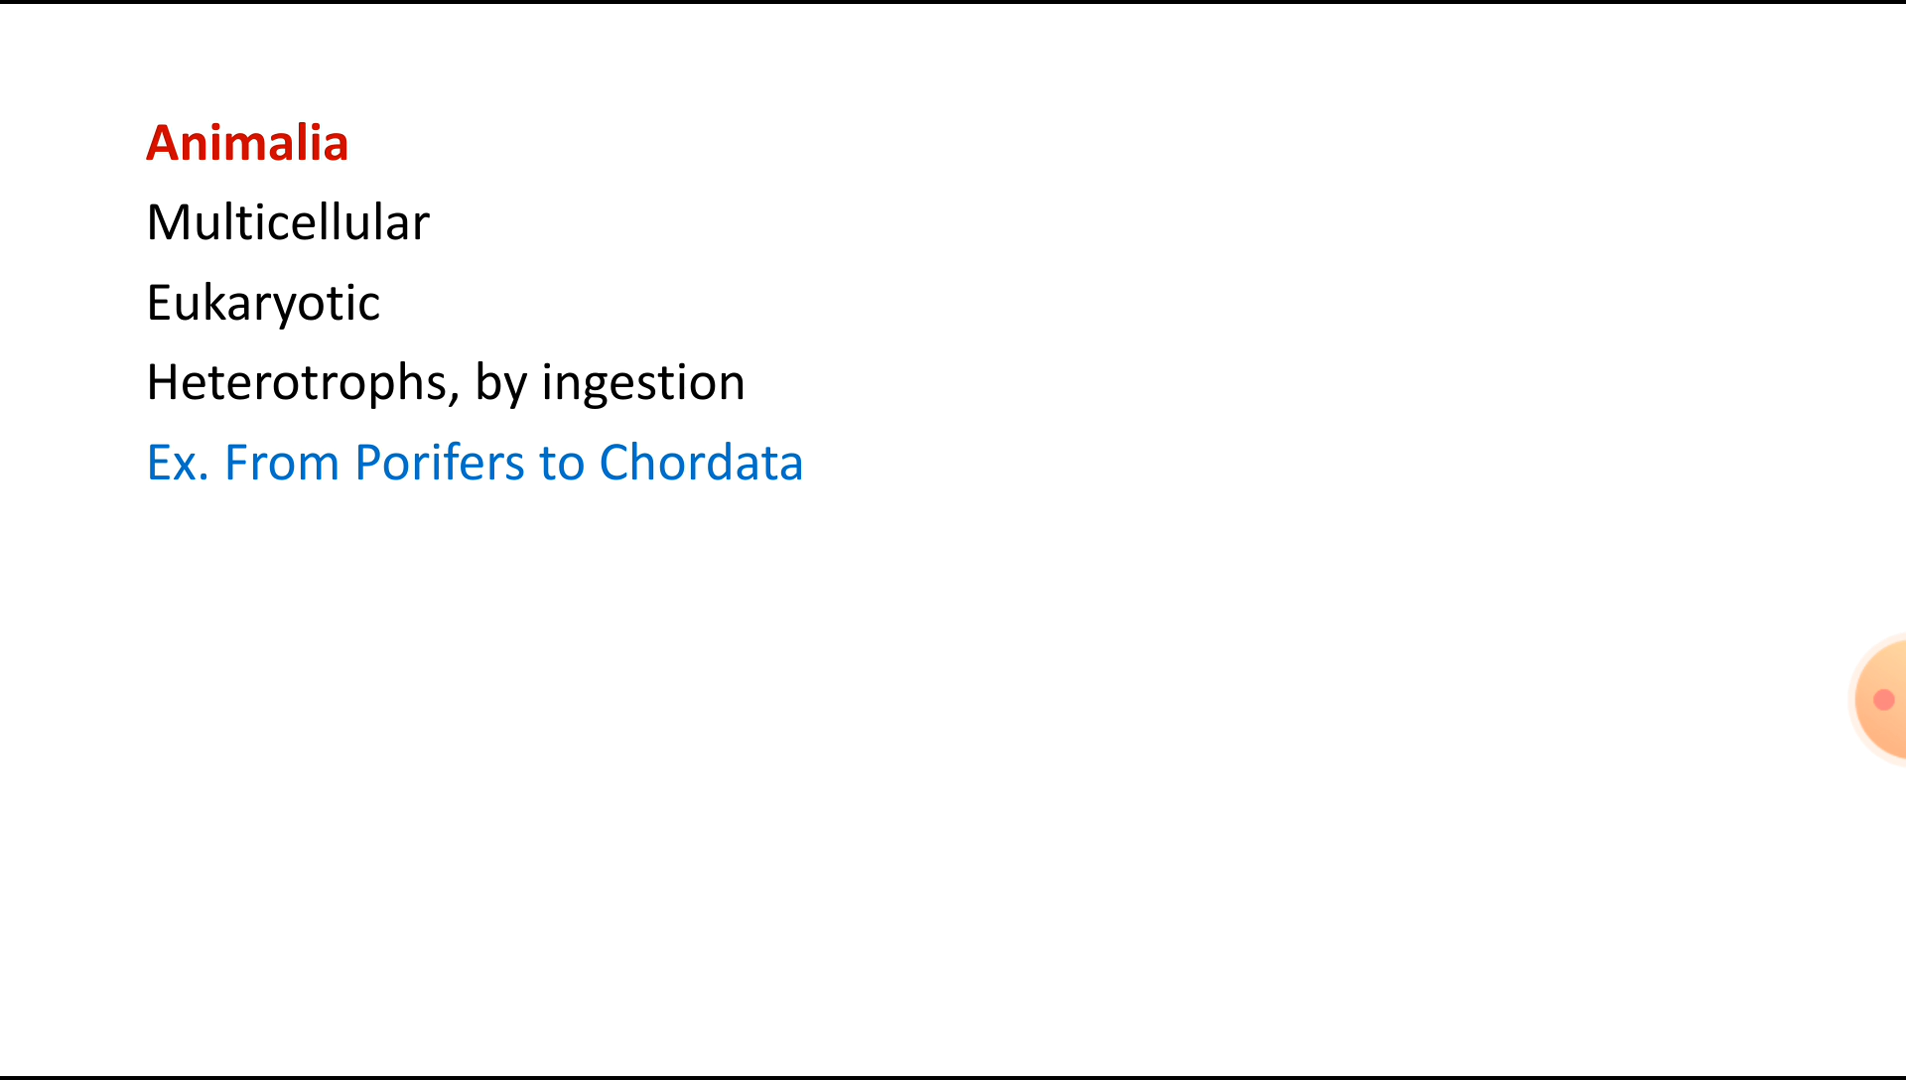 Animalia
Multicellular
Eukaryotic
Heterotrophs, by ingestion
Ex. From Porifers to Chordata